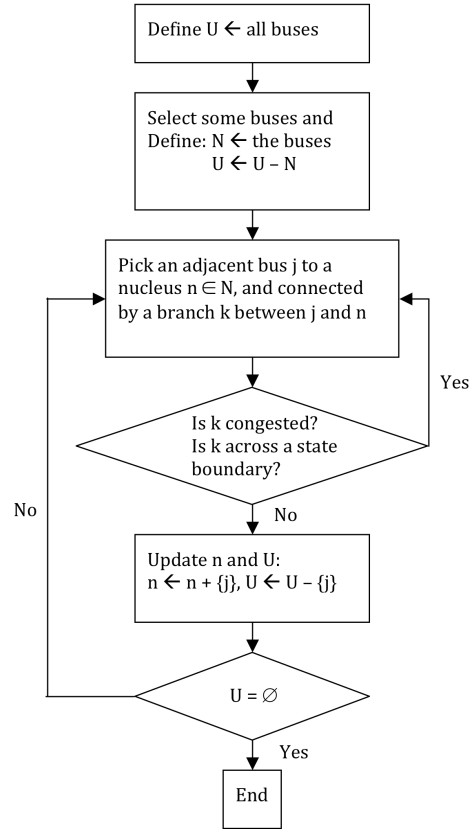 Define U ← all buses
Select some buses and
Define: N ← the buses
U ← U – N
Pick an adjacent bus j to a
nucleus n ∈ N, and connected
by a branch k between j and n
Yes
Is k congested?
Is k across a state
boundary?
No
No
Update n and U:
n ← n + {j}, U ← U – {j}
U = ∅
Yes
End